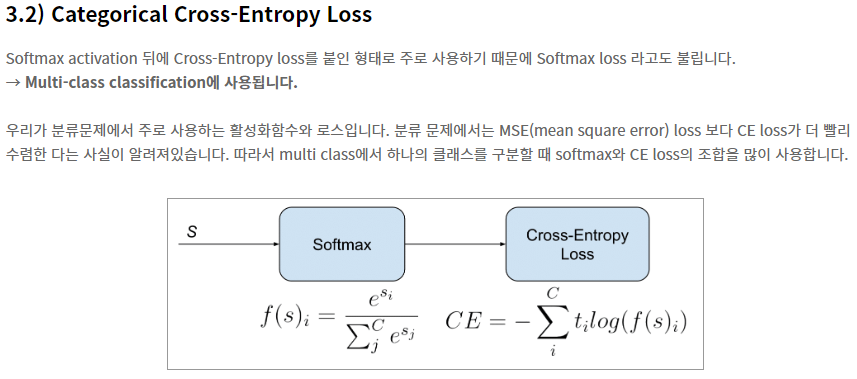 3.2) Categorical Cross-Entropy Loss
Softmax activation 뒤에 Cross-Entropy loss를 붙인 형태로 주로 사용하기 때문에 Softmax loss 라고도 불립니다.
→ Multi-class classification에 사용됩니다.
우리가 분류문제에서 주로 사용하는 활성화함수와 로스입니다. 분류 문제에서는 MSE(mean square error) loss 보다 CE loss가 더 빨리
수렴한 다는 사실이 알려져있습니다. 따라서 multi class에서 하나의 클래스를 구분할 때 softmax와 CE loss의 조합을 많이 사용합니다.
S
Softmax
Cross-Entropy
Loss
f(s)_i = \frac{e^{s_i}}{\sum_j^C e^{s_j}}
CE = -\sum_i^C t_i log(f(s)_i)